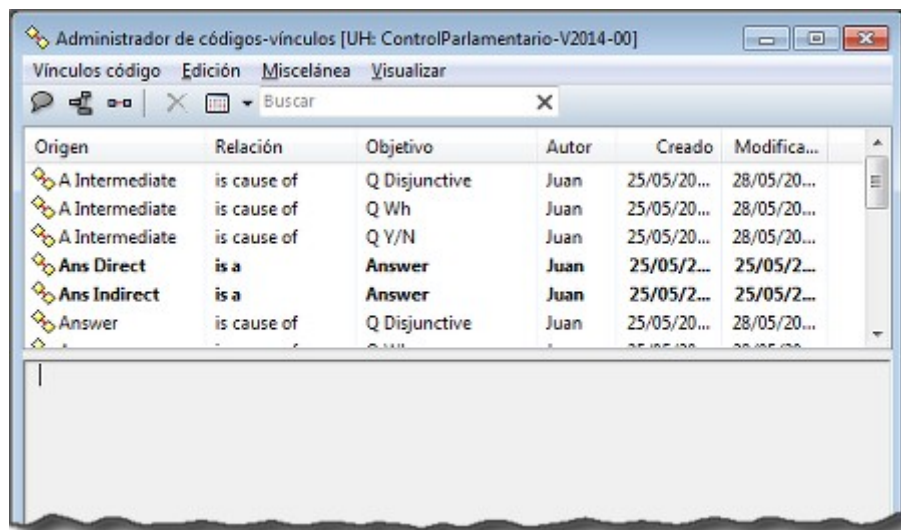 Administrador de códigos-vínculos [UH: ControlParlamentario-V2014-00]
Vínculos código Edición Miscelánea Visualizar
Buscar
Origen Relación Objetivo Autor Creado Modifica...
A Intermediate is cause of Q Disjunctive Juan 25/05/20... 28/05/20...
A Intermediate is cause of Q Wh Juan 25/05/20... 28/05/20...
A Intermediate is cause of Q Y/N Juan 25/05/20... 28/05/20...
Ans Direct is a Answer Juan 25/05/2... 25/05/2...
Ans Indirect is a Answer Juan 25/05/2... 25/05/2...
Answer is cause of Q Disjunctive Juan 25/05/20... 28/05/20...